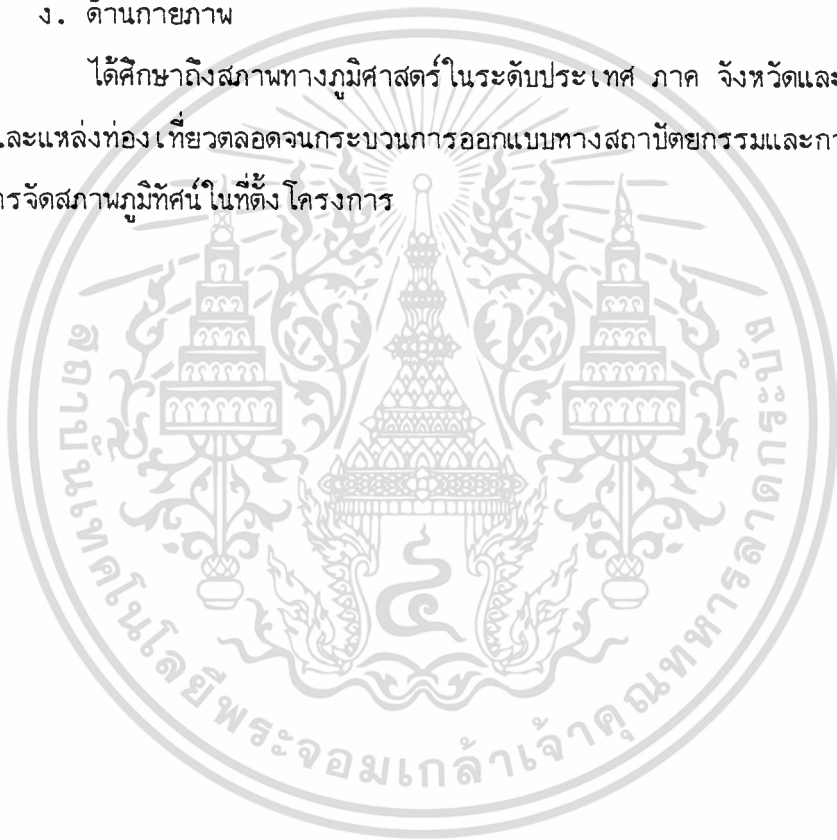 ง. ด้านกายภาพ
ได้ศึกษาถึงสภาพทางภูมิศาสตร์ในระดับประเทศ ภาค จังหวัดและ
ละแหล่งท่องเที่ยวตลอดจนกระบวนการออกแบบทางสถาปัตยกรรมและกา
ารจัดสภาพภูมิทัศน์ในที่ตั้งโครงการ
สถาบันเทคโนโลยีพระจอมเกล้าเจ้าคุณทหารลาดกระบัง
๔